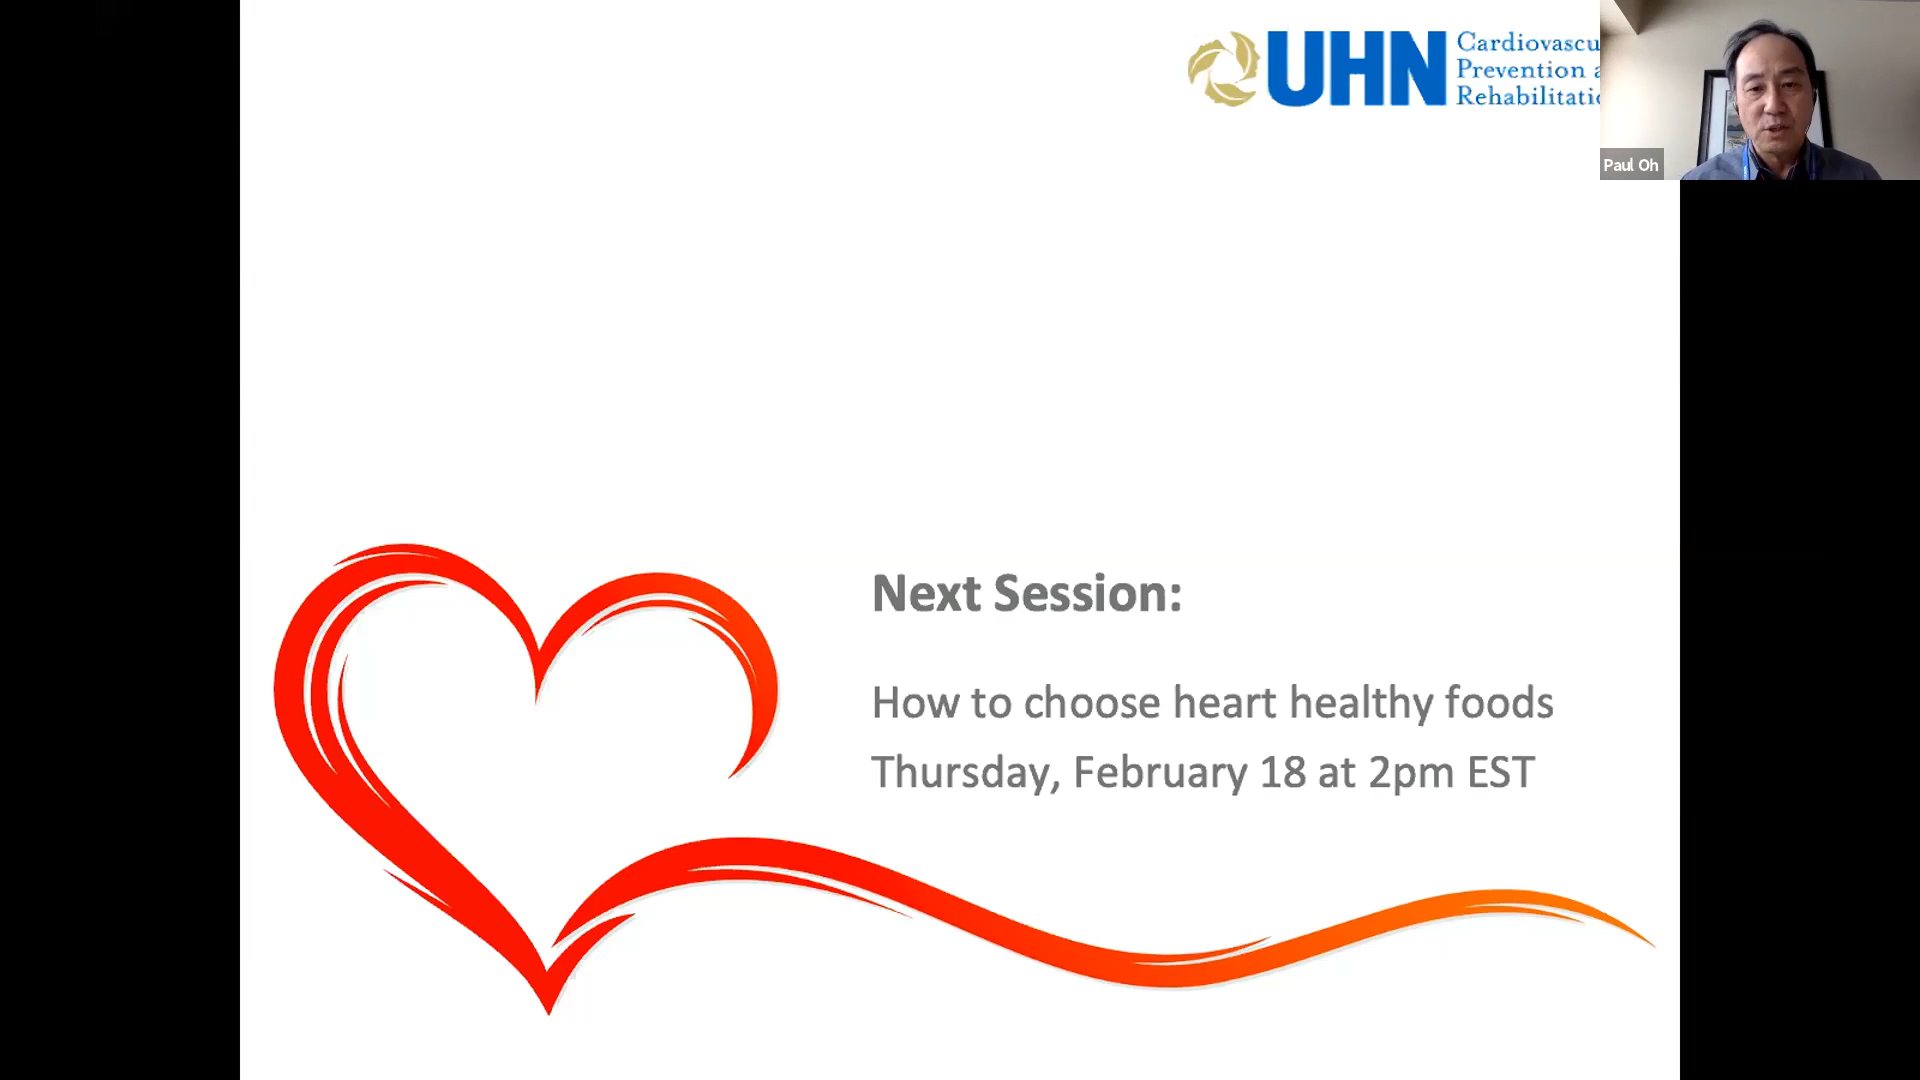 UHN
Cardiovascu
Prevention a
Rehabilitatio
Paul Oh
Next Session:
How to choose heart healthy foods
Thursday, February 18 at 2pm EST